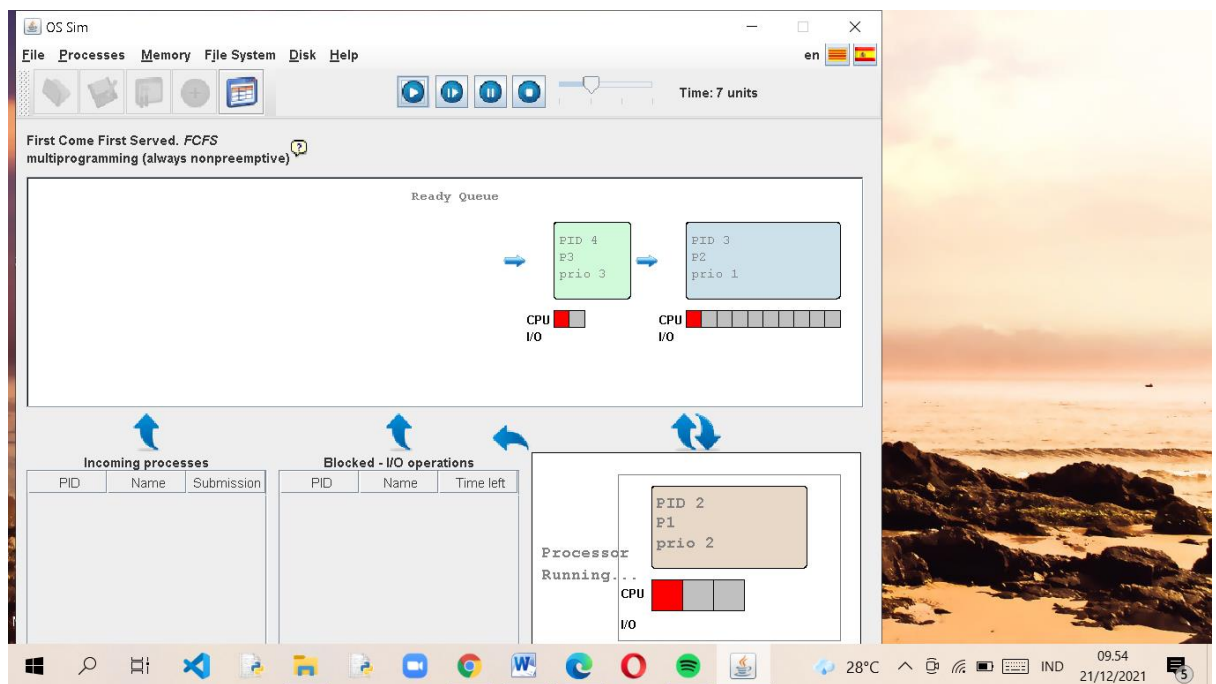 OS Sim
File Processes Memory File System Disk Help
en
Time: 7 units
First Come First Served. FCFS
multiprogramming (always nonpreemptive)
?
Ready Queue
PID 4
P3
prio 3
PID 3
P2
prio 1
CPU
I/O
CPU
I/O
Incoming processes
PID Name Submission
Blocked - I/O operations
PID Name Time left
PID 2
P1
prio 2
Processor
Running...
CPU
I/O
28°C
IND
09.54
21/12/2021
5